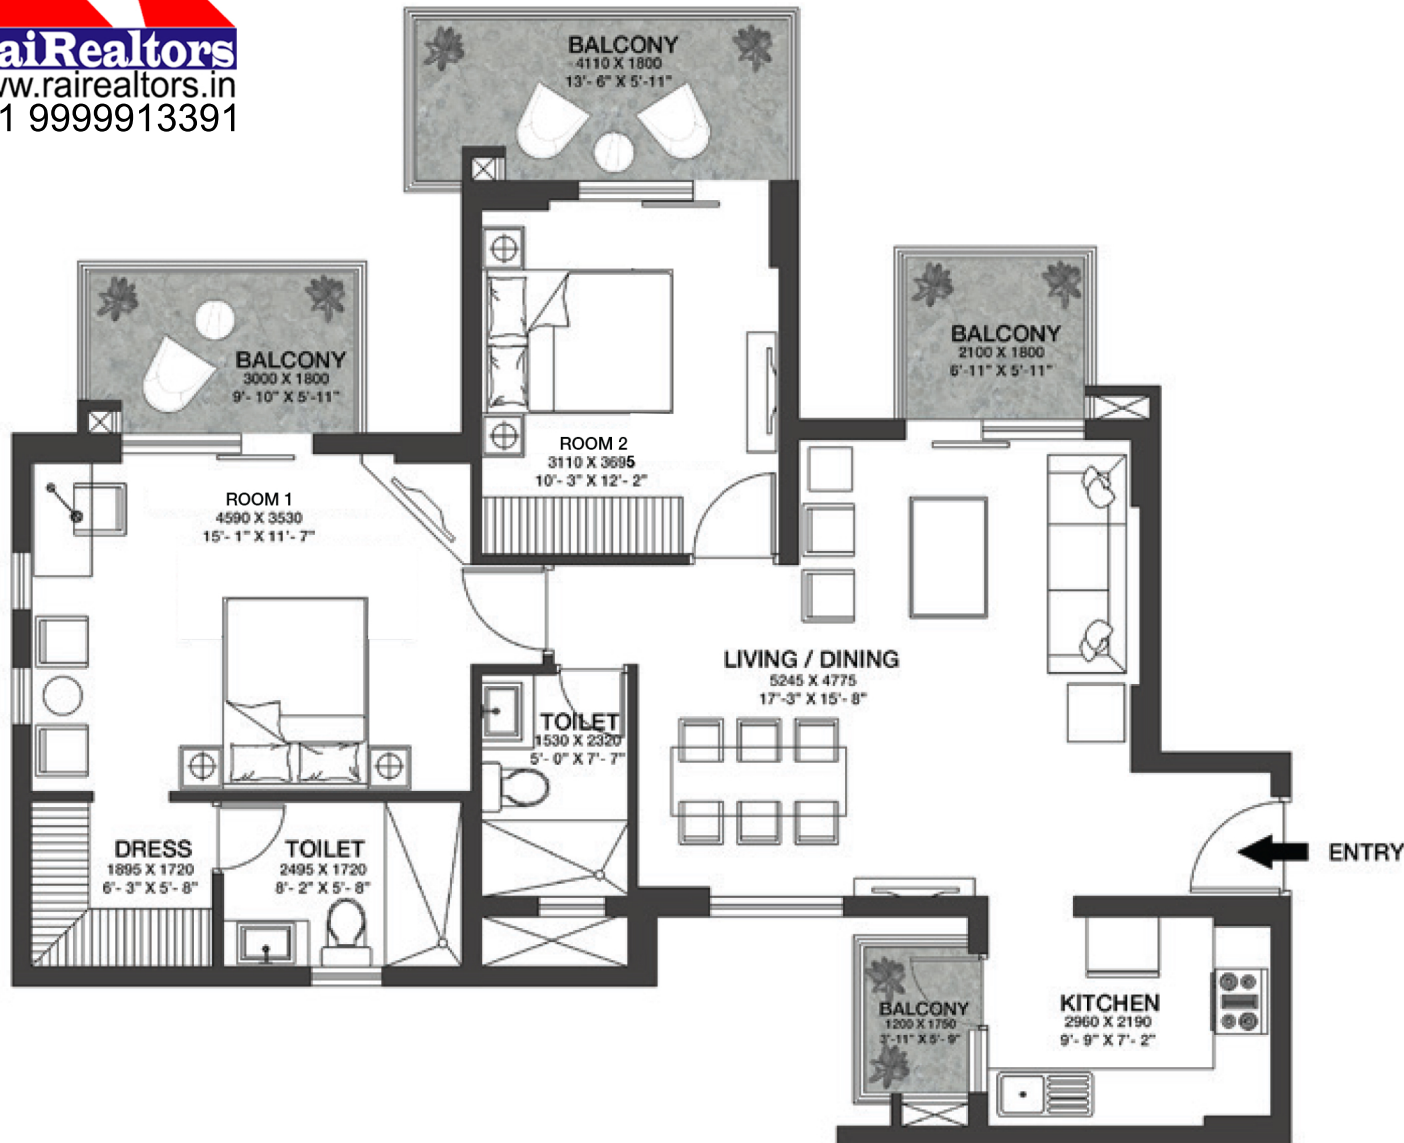 aiRealtors
w.rairealtors.in
1 9999913391
BALCONY
4110 X 1800
13'- 6" X 5'-11"
BALCONY
3000 X 1800
9'- 10" X 5'-11"
BALCONY
2100 X 1800
6'-11" X 5'-11"
ROOM 2
3110 X 3695
10'- 3" X 12'- 2"
ROOM 1
4590 X 3530
15'- 1" X 11'- 7"
LIVING / DINING
5245 X 4775
17'-3" X 15'- 8"
TOILET
1530 X 2320
5'- 0" X 7'- 7"
DRESS
1895 X 1720
6'- 3" X 5'- 8"
TOILET
2495 X 1720
8'- 2" X 5'- 8"
ENTRY
BALCONY
1200 X 1750
3'-11" X 5'- 9"
KITCHEN
2960 X 2190
9'- 9" X 7'- 2"